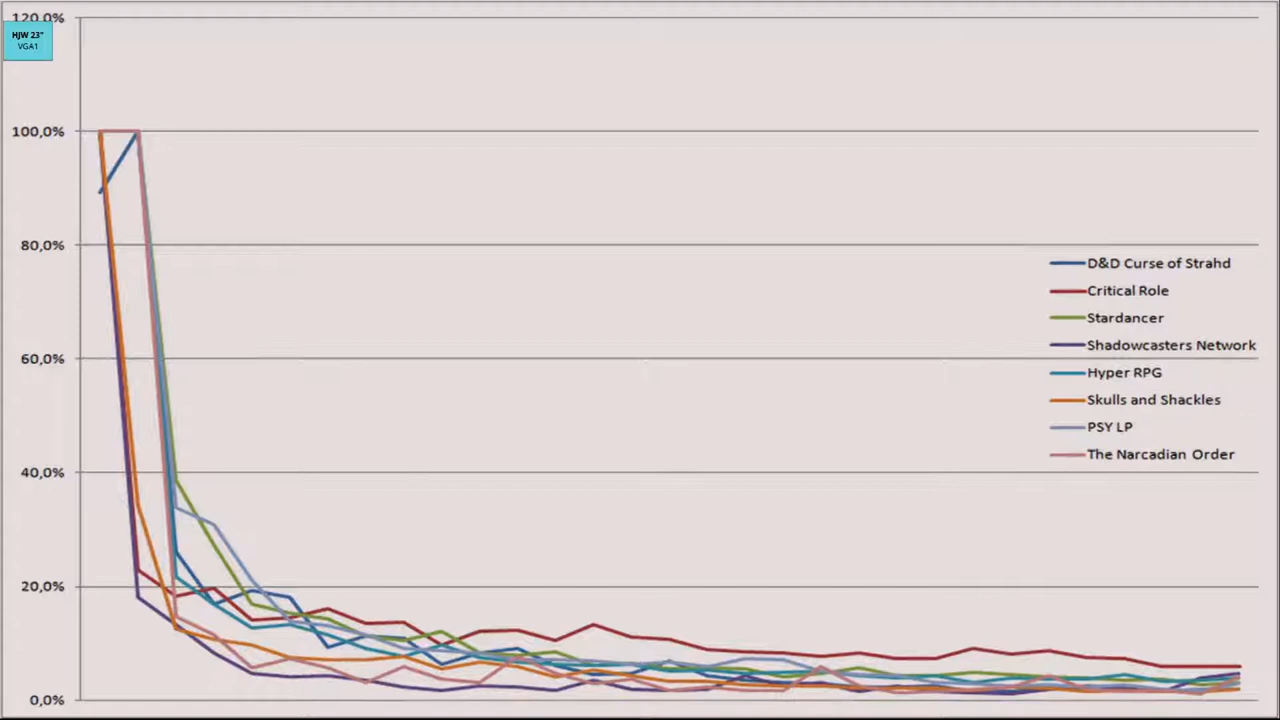 120,0%
HJW 23"
VGA1
100,0%
80,0%
60,0%
40,0%
20,0%
0,0%
D&D Curse of Strahd
Critical Role
Stardancer
Shadowcasters Network
Hyper RPG
Skulls and Shackles
PSY LP
The Narcadian Order